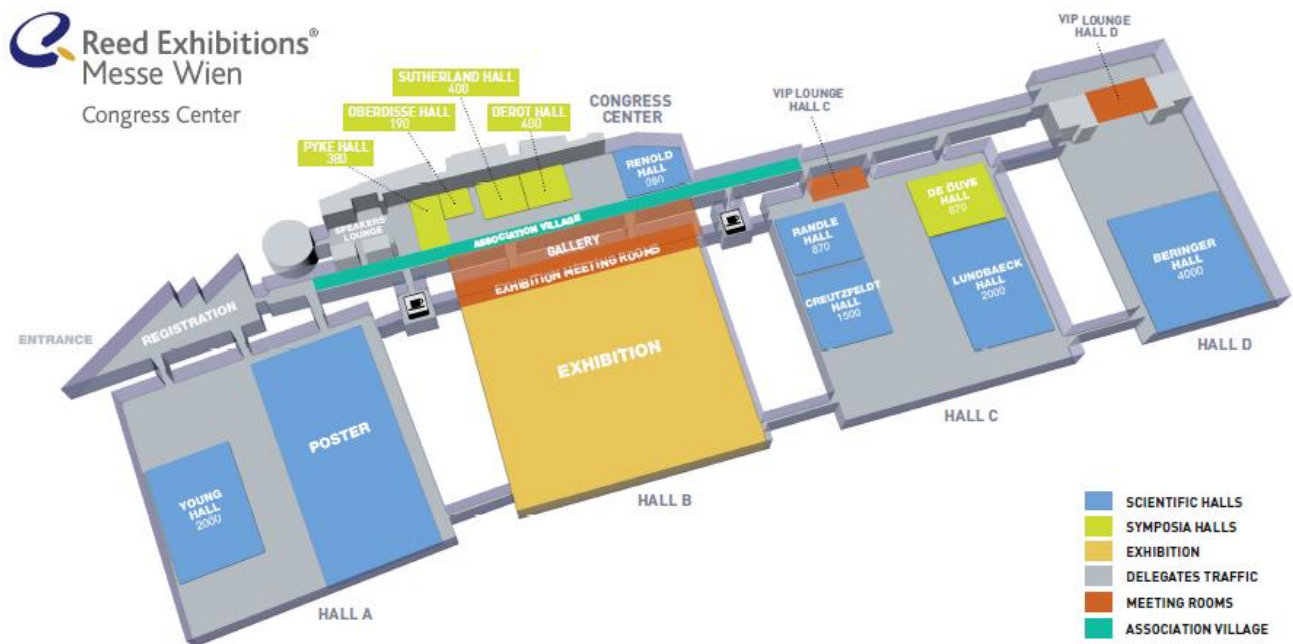 Reed Exhibitions®
Messe Wien
Congress Center
VIP LOUNGE
HALL D
SUTHERLAND HALL
400
OBERDISSE HALL
190
DEROT HALL
400
PYKE HALL
380
CONGRESS
CENTER
VIP LOUNGE
HALL C
RENOLD
HALL
SPEAKERS'
LOUNGE
ASSOCIATION VILLAGE
GALLERY
EXHIBITION MEETING ROOMS
DE DUVE
HALL
870
RANDLE
HALL
870
CREUTZFELDT
HALL
1500
LUNDBAECK
HALL
2000
BERINGER
HALL
4000
ENTRANCE
REGISTRATION
EXHIBITION
POSTER
YOUNG
HALL
2000
HALL D
HALL C
HALL B
HALL A
SCIENTIFIC HALLS
SYMPOSIA HALLS
EXHIBITION
DELEGATES TRAFFIC
MEETING ROOMS
ASSOCIATION VILLAGE